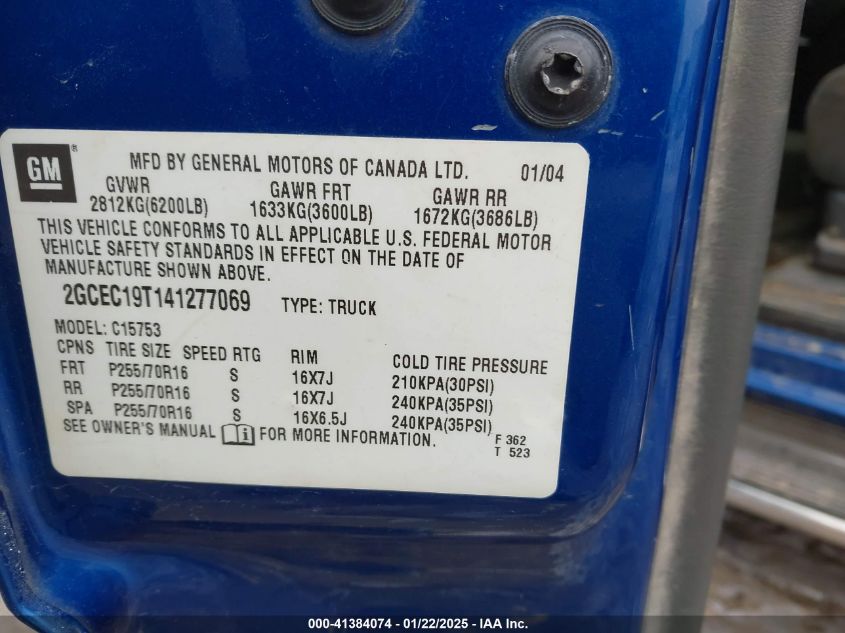 GM ® MFD BY GENERAL MOTORS OF CANADA LTD. 01/04
GVWR GAWR FRT GAWR RR
2812KG(6200LB) 1633KG(3600LB) 1672KG(3686LB)
THIS VEHICLE CONFORMS TO ALL APPLICABLE U.S. FEDERAL MOTOR
VEHICLE SAFETY STANDARDS IN EFFECT ON THE DATE OF
MANUFACTURE SHOWN ABOVE.
2GCEC19T141277069 TYPE: TRUCK
MODEL: C15753
CPNS TIRE SIZE SPEED RTG RIM COLD TIRE PRESSURE
FRT P255/70R16 S 16X7J 210KPA(30PSI)
RR P255/70R16 S 16X7J 240KPA(35PSI)
SPA P255/70R16 S 16X6.5J 240KPA(35PSI)
SEE OWNER'S MANUAL i FOR MORE INFORMATION.
F 362
T 523
000-41384074 - 01/22/2025 - IAA Inc.